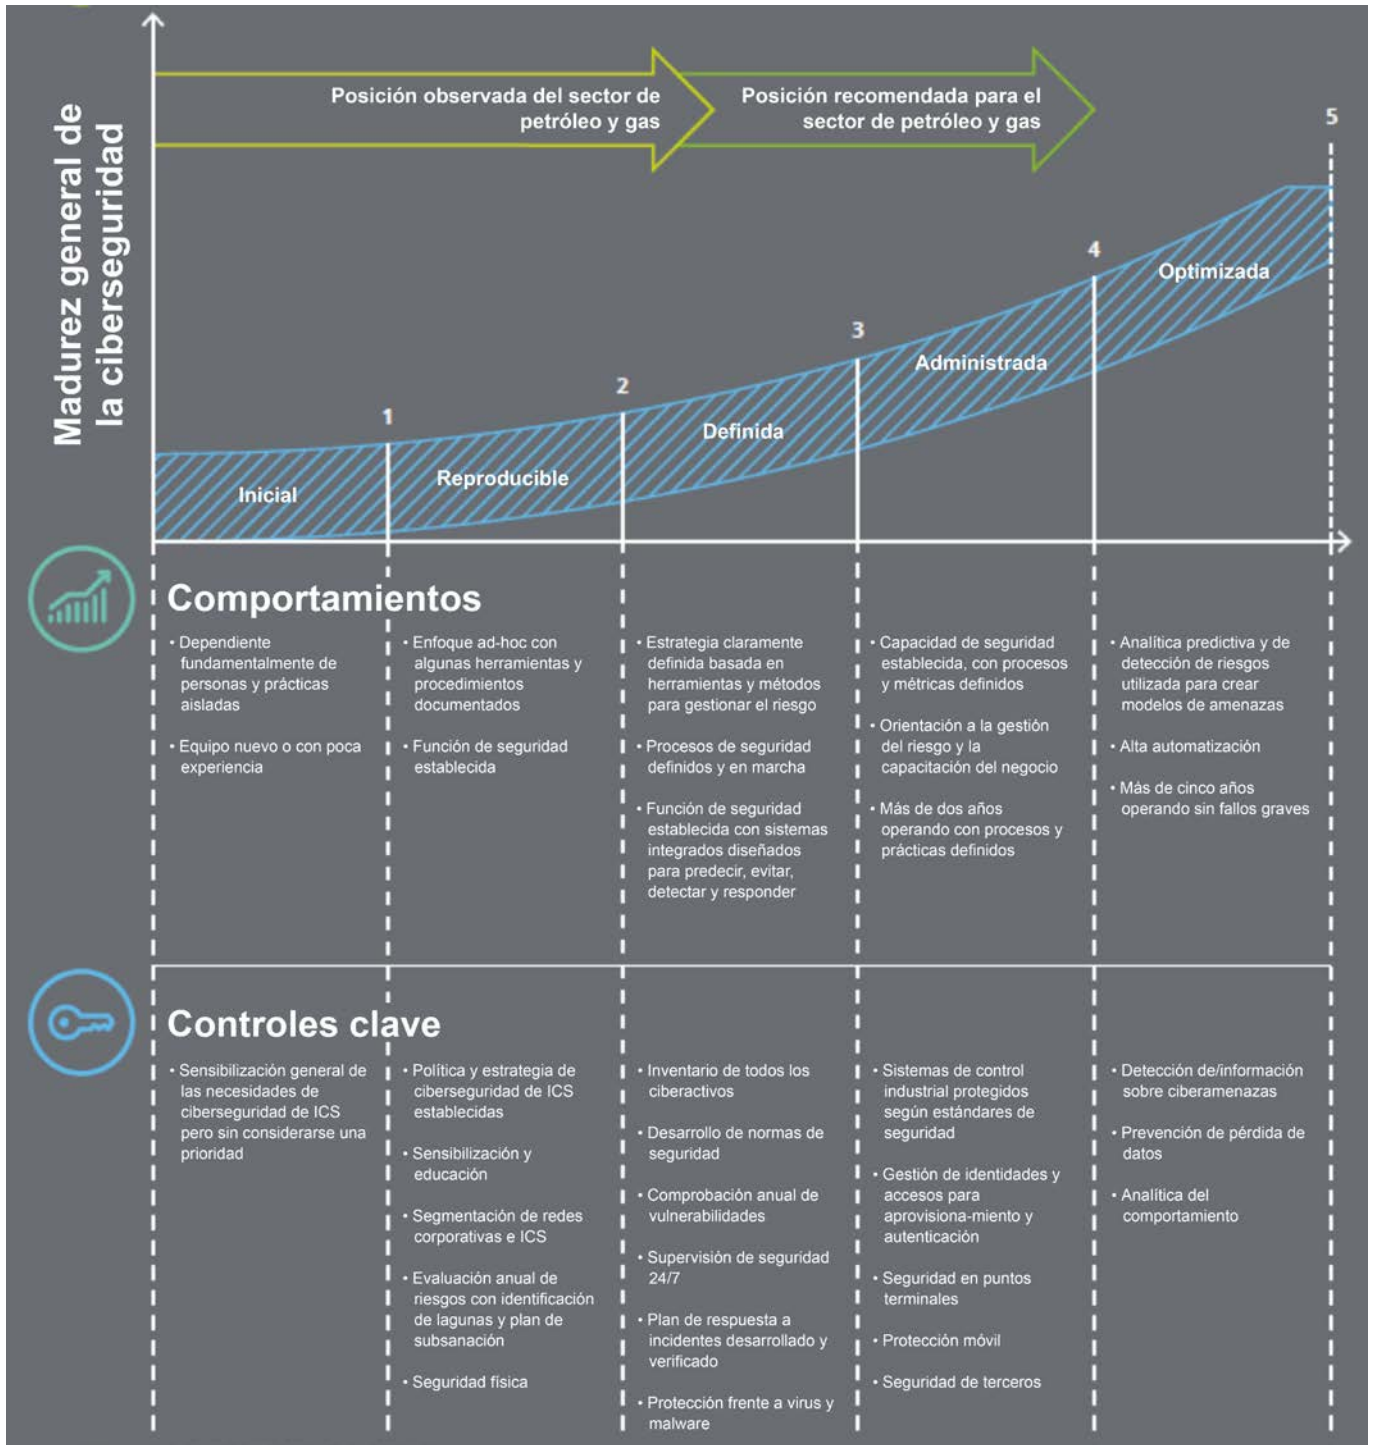 Madurez general de
la ciberseguridad
Posición observada del sector de
petróleo y gas
Posición recomendada para el
sector de petróleo y gas
1
2
3
4
5
Inicial
Reproducible
Definida
Administrada
Optimizada
Comportamientos
• Dependiente
fundamentalmente de
personas y prácticas
aisladas
• Equipo nuevo o con poca
experiencia
• Enfoque ad-hoc con
algunas herramientas y
procedimientos
documentados
• Función de seguridad
establecida
• Estrategia claramente
definida basada en
herramientas y métodos
para gestionar el riesgo
• Procesos de seguridad
definidos y en marcha
• Función de seguridad
establecida con sistemas
integrados diseñados
para predecir, evitar,
detectar y responder
• Capacidad de seguridad
establecida, con procesos
y métricas definidos
• Orientación a la gestión
del riesgo y la
capacitación del negocio
• Más de dos años
operando con procesos y
prácticas definidos
• Analítica predictiva y de
detección de riesgos
utilizada para crear
modelos de amenazas
• Alta automatización
• Más de cinco años
operando sin fallos graves
Controles clave
• Sensibilización general de
las necesidades de
ciberseguridad de ICS
pero sin considerarse una
prioridad
• Política y estrategia de
ciberseguridad de ICS
establecidas
• Sensibilización y
educación
• Segmentación de redes
corporativas e ICS
• Evaluación anual de
riesgos con identificación
de lagunas y plan de
subsanación
• Seguridad física
• Inventario de todos los
ciberactivos
• Desarrollo de normas de
seguridad
• Comprobación anual de
vulnerabilidades
• Supervisión de seguridad
24/7
• Plan de respuesta a
incidentes desarrollado y
verificado
• Protección frente a virus y
malware
• Sistemas de control
industrial protegidos
según estándares de
seguridad
• Gestión de identidades y
accesos para
aprovisiona-miento y
autenticación
• Seguridad en puntos
terminales
• Protección móvil
• Seguridad de terceros
• Detección de/información
sobre ciberamenazas
• Prevención de pérdida de
datos
• Analítica del
comportamiento